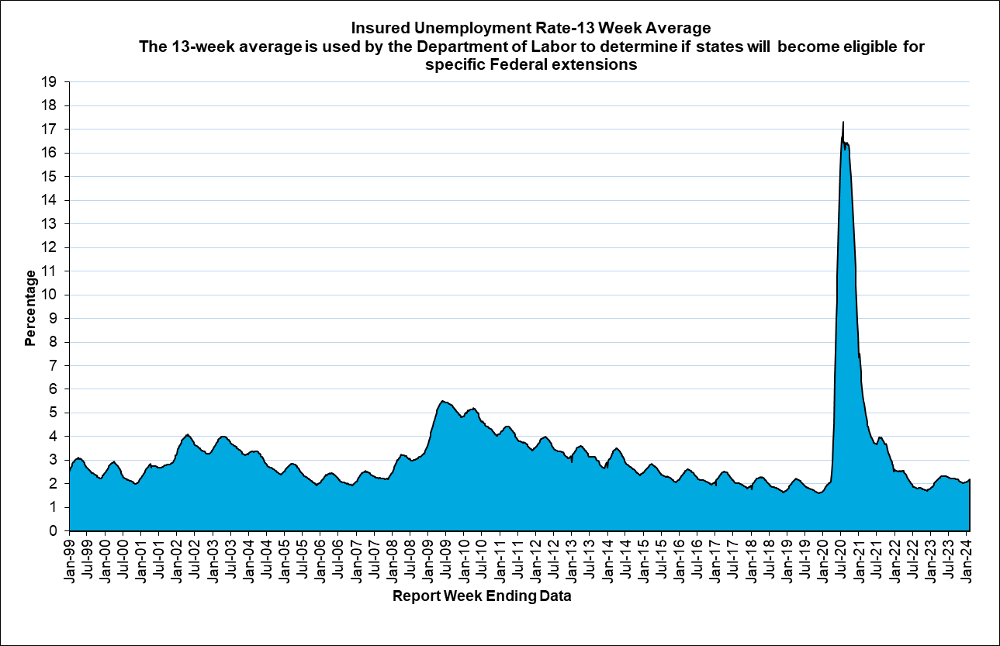 Insured Unemployment Rate-13 Week Average
The 13-week average is used by the Department of Labor to determine if states will become eligible for
specific Federal extensions
Percentage
19
18
17
16
15
14
13
12
11
10
9
8
7
6
5
4
3
2
1
0
Jan-99
Jul-99
Jan-00
Jul-00
Jan-01
Jul-01
Jan-02
Jul-02
Jan-03
Jul-03
Jan-04
Jul-04
Jan-05
Jul-05
Jan-06
Jul-06
Jan-07
Jul-07
Jan-08
Jul-08
Jan-09
Jul-09
Jan-10
Jul-10
Jan-11
Jul-11
Jan-12
Jul-12
Jan-13
Jul-13
Jan-14
Jul-14
Jan-15
Jul-15
Jan-16
Jul-16
Jan-17
Jul-17
Jan-18
Jul-18
Jan-19
Jul-19
Jan-20
Jul-20
Jan-21
Jul-21
Jan-22
Jul-22
Jan-23
Jul-23
Jan-24
Report Week Ending Data